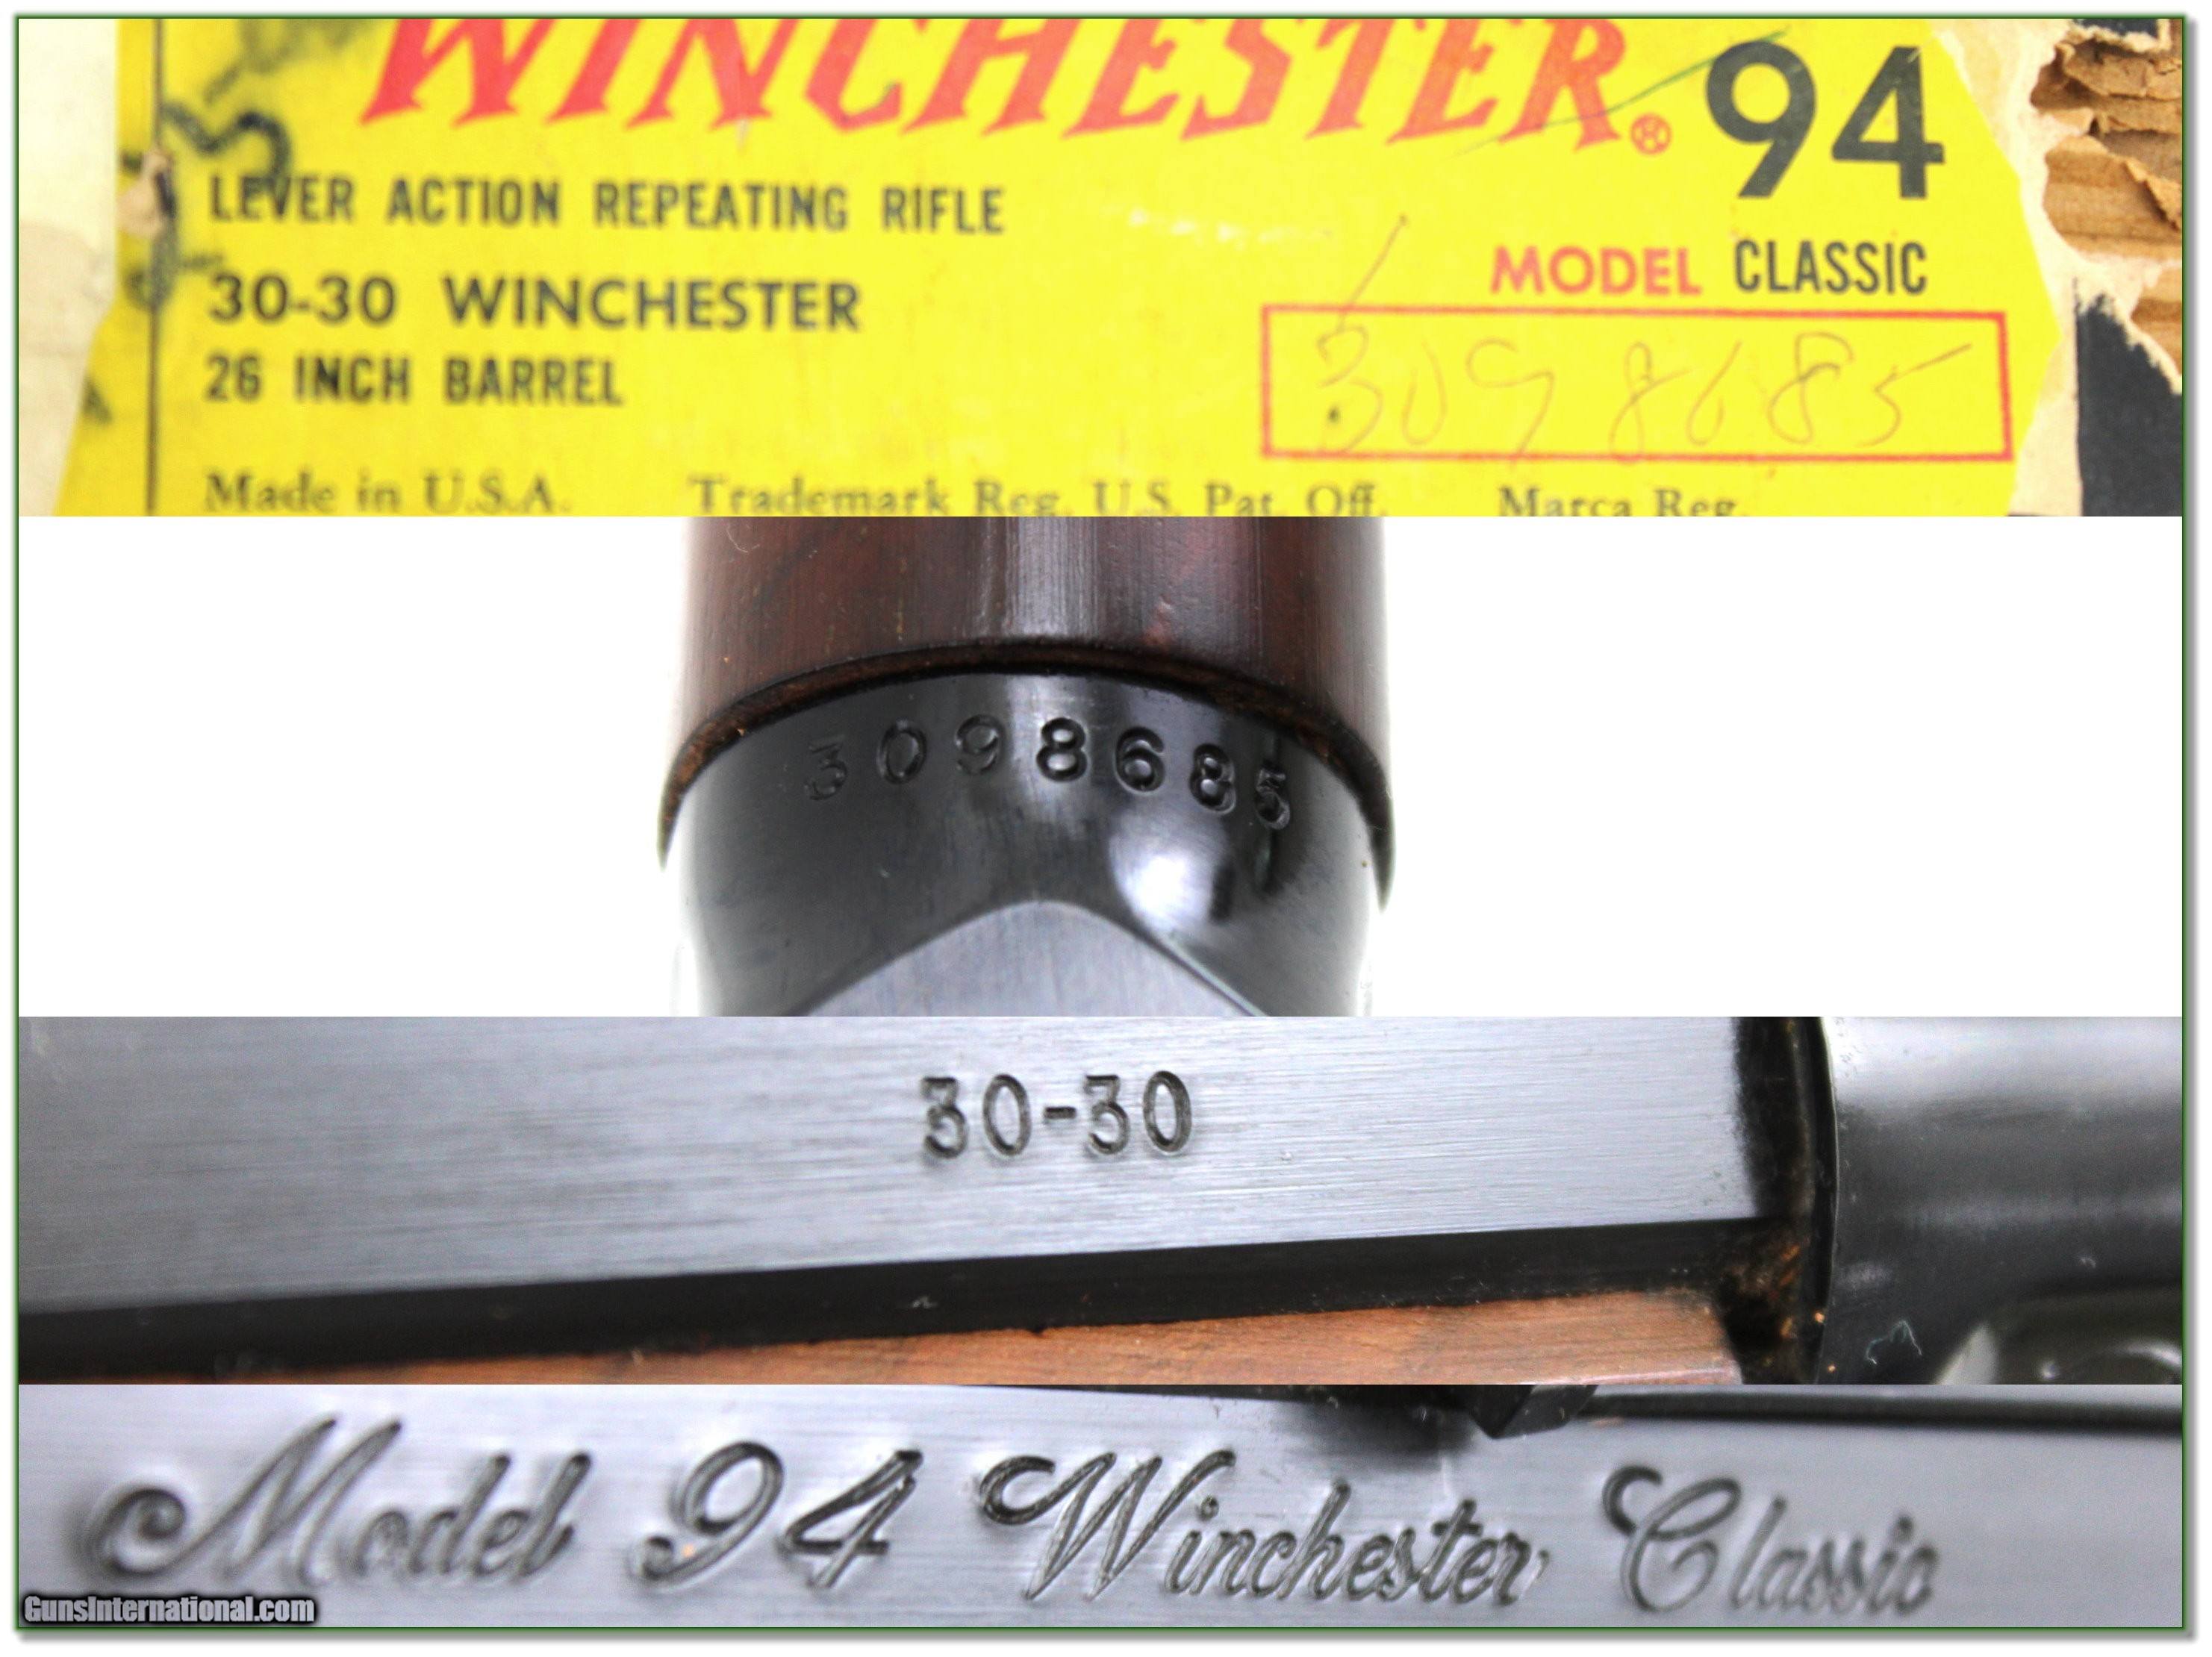 WINCHESTER® 94
LEVER ACTION REPEATING RIFLE
MODEL CLASSIC
30-30 WINCHESTER
3098685
26 INCH BARREL
Made in U.S.A. Trademark Reg. U.S. Pat. Off. Marca Reg.
3098685
30-30
Model 94 Winchester Classic
GunsInternational.com